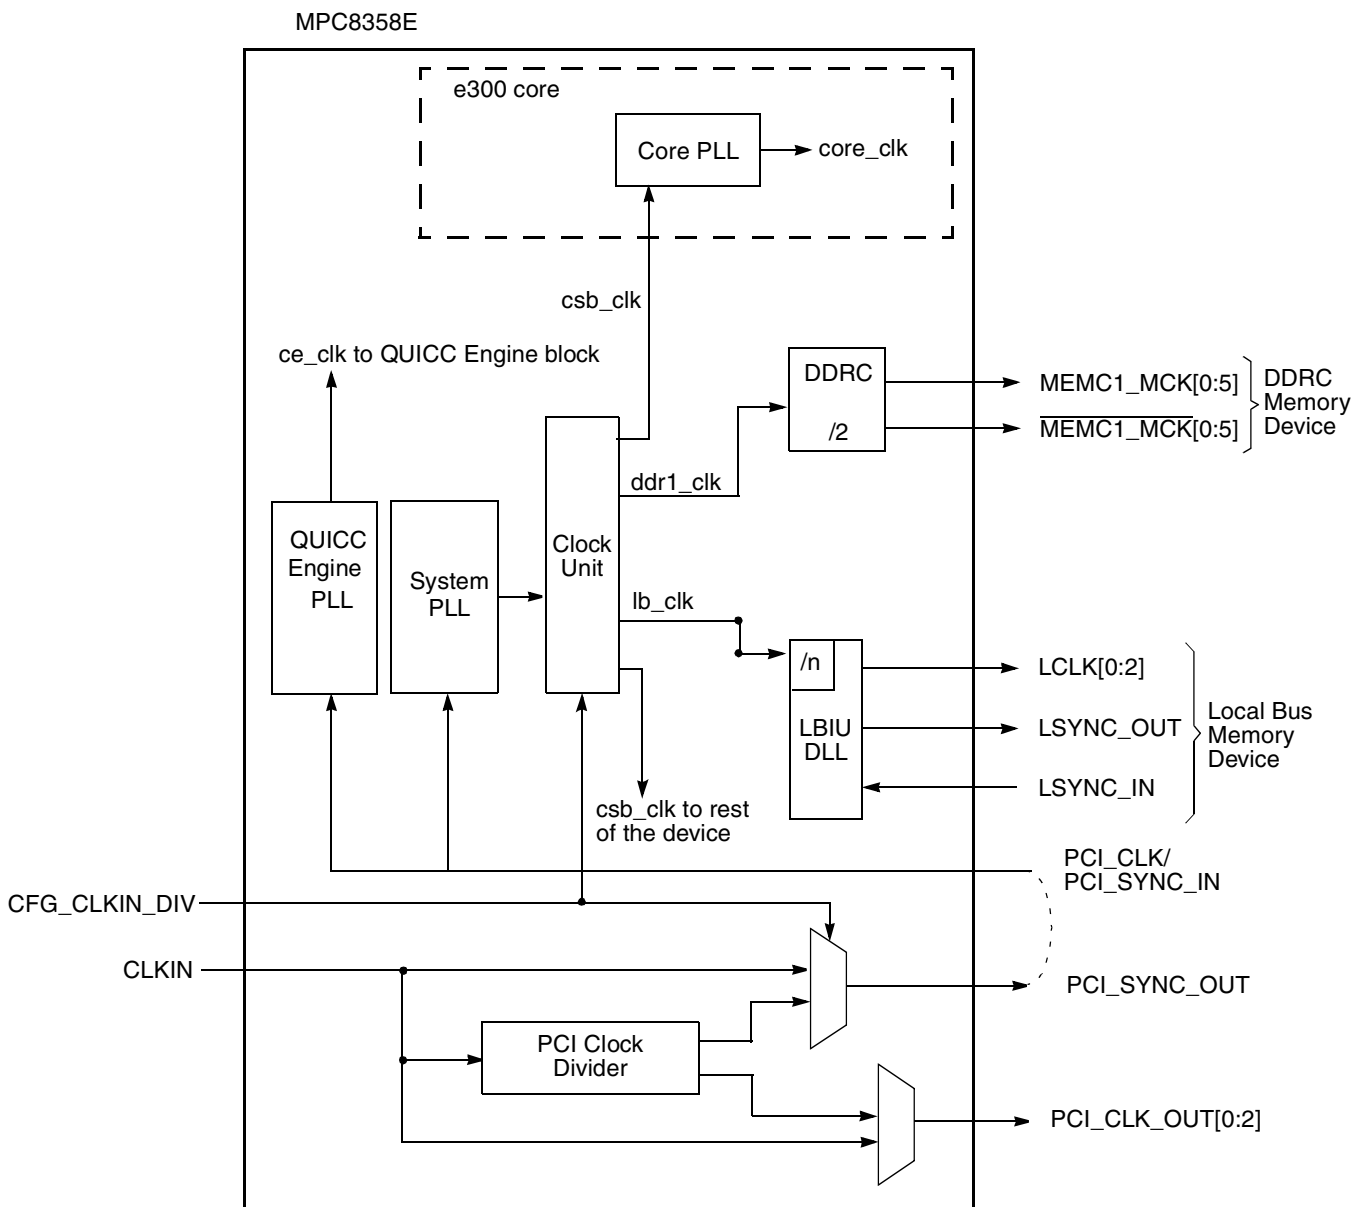 MPC8358E
e300 core
Core PLL
core_clk
csb_clk
ce_clk to QUICC Engine block
DDRC
/2
MEMC1_MCK[0:5]
MEMC1_MCK[0:5]
DDRC
Memory
Device
ddr1_clk
QUICC
Engine
PLL
System
PLL
Clock
Unit
lb_clk
/n
LBIU
DLL
LCLK[0:2]
LSYNC_OUT
LSYNC_IN
Local Bus
Memory
Device
csb_clk to rest
of the device
PCI_CLK/
PCI_SYNC_IN
CFG_CLKIN_DIV
CLKIN
PCI_SYNC_OUT
PCI Clock
Divider
PCI_CLK_OUT[0:2]